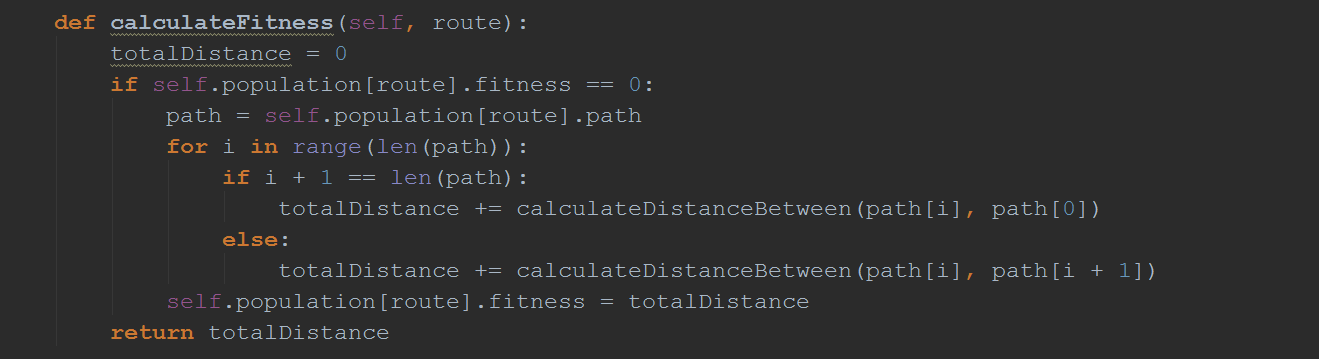 def calculateFitness(self, route):
    totalDistance = 0
    if self.population[route].fitness == 0:
        path = self.population[route].path
        for i in range(len(path)):
            if i + 1 == len(path):
                totalDistance += calculateDistanceBetween(path[i], path[0])
            else:
                totalDistance += calculateDistanceBetween(path[i], path[i + 1])
        self.population[route].fitness = totalDistance
    return totalDistance